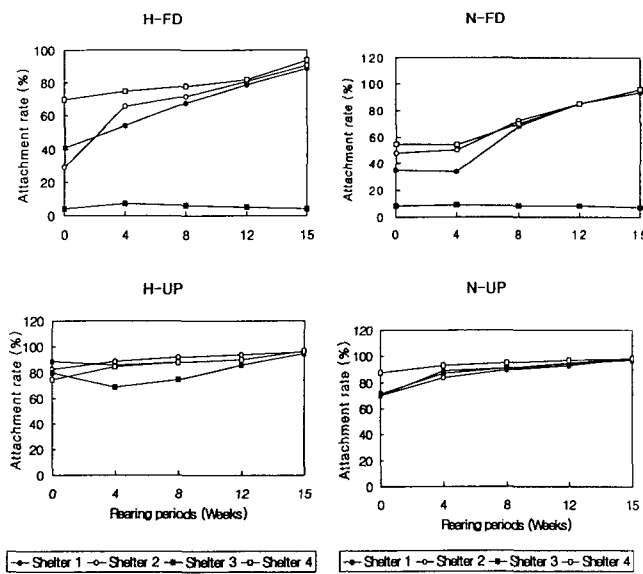 H-FD
N-FD
Attachment rate (%)
100
80
60
40
20
0
0 4 8 12 15
Attachment rate (%)
120
100
80
60
40
20
0
0 4 8 12 15
H-UP
N-UP
Attachment rate (%)
120
100
80
60
40
20
0
0 4 8 12 15
Rearing periods (Weeks)
Attachment rate (%)
120
100
80
60
40
20
0
0 4 8 12 15
Rearing periods (Weeks)
Shelter 1 Shelter 2 Shelter 3 Shelter 4
Shelter 1 Shelter 2 Shelter 3 Shelter 4